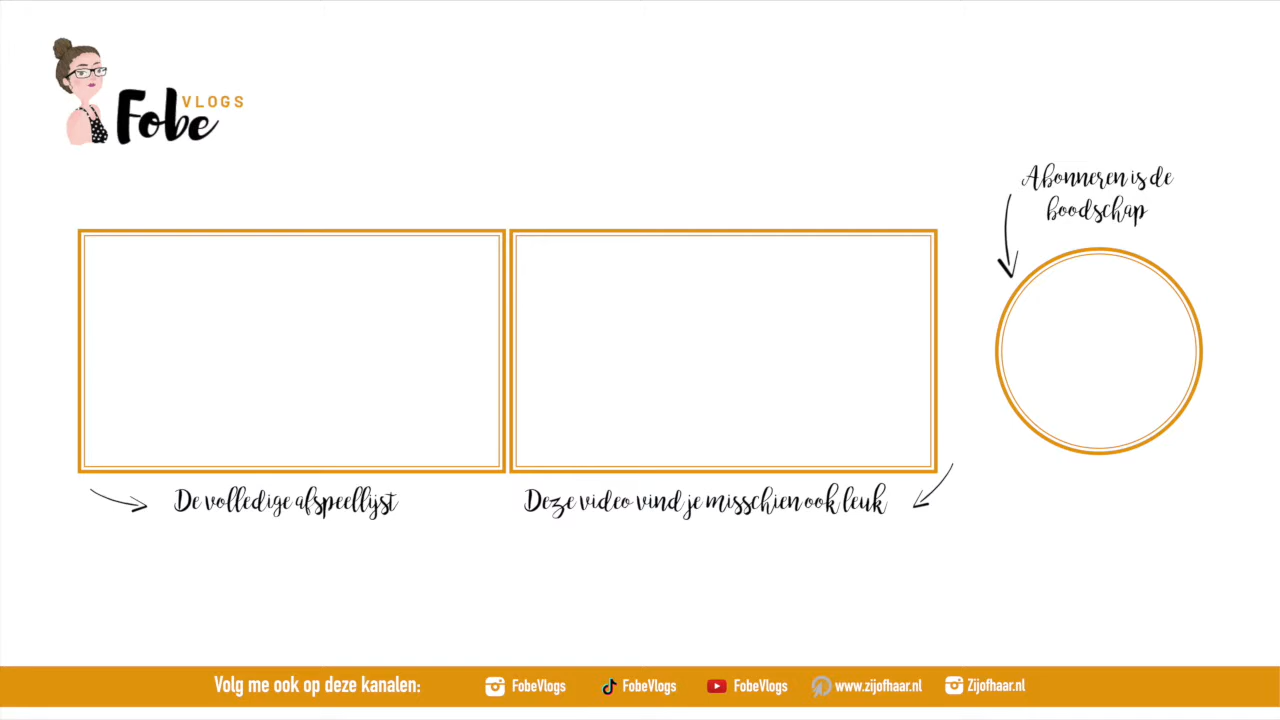 VLOGS
Fobe
Abonneren is de
boodschap
De volledige afspeellijst
Deze video vind je misschien ook leuk
Volg me ook op deze kanalen: FobeVlogs FobeVlogs FobeVlogs www.zijofhaar.nl Zijofhaar.nl